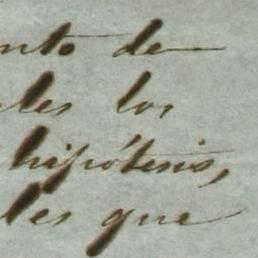 nto de
les los
hipótesis,
les que